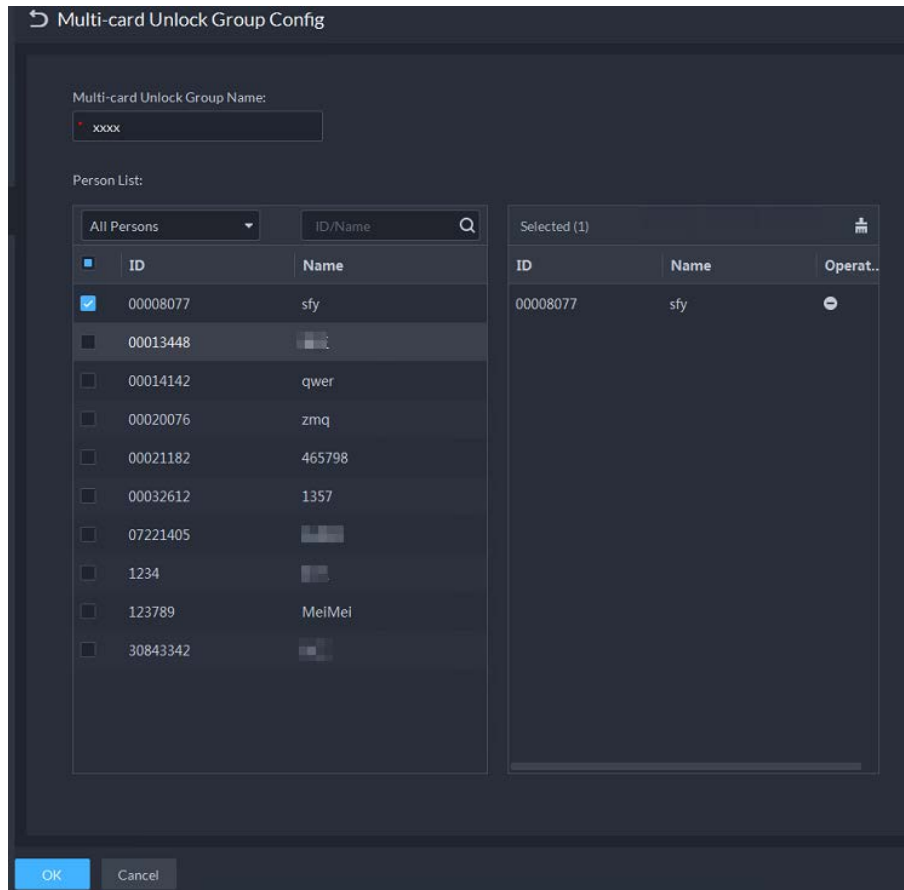 Multi-card Unlock Group Config
Multi-card Unlock Group Name:
* xxxx
Person List:
All Persons ID/Name
Selected (1)
ID Name
ID Name Operat..
00008077 sfy
00008077 sfy
00013448
00014142 qwer
00020076 zmq
00021182 465798
00032612 1357
07221405
1234
123789 MeiMei
30843342
OK Cancel